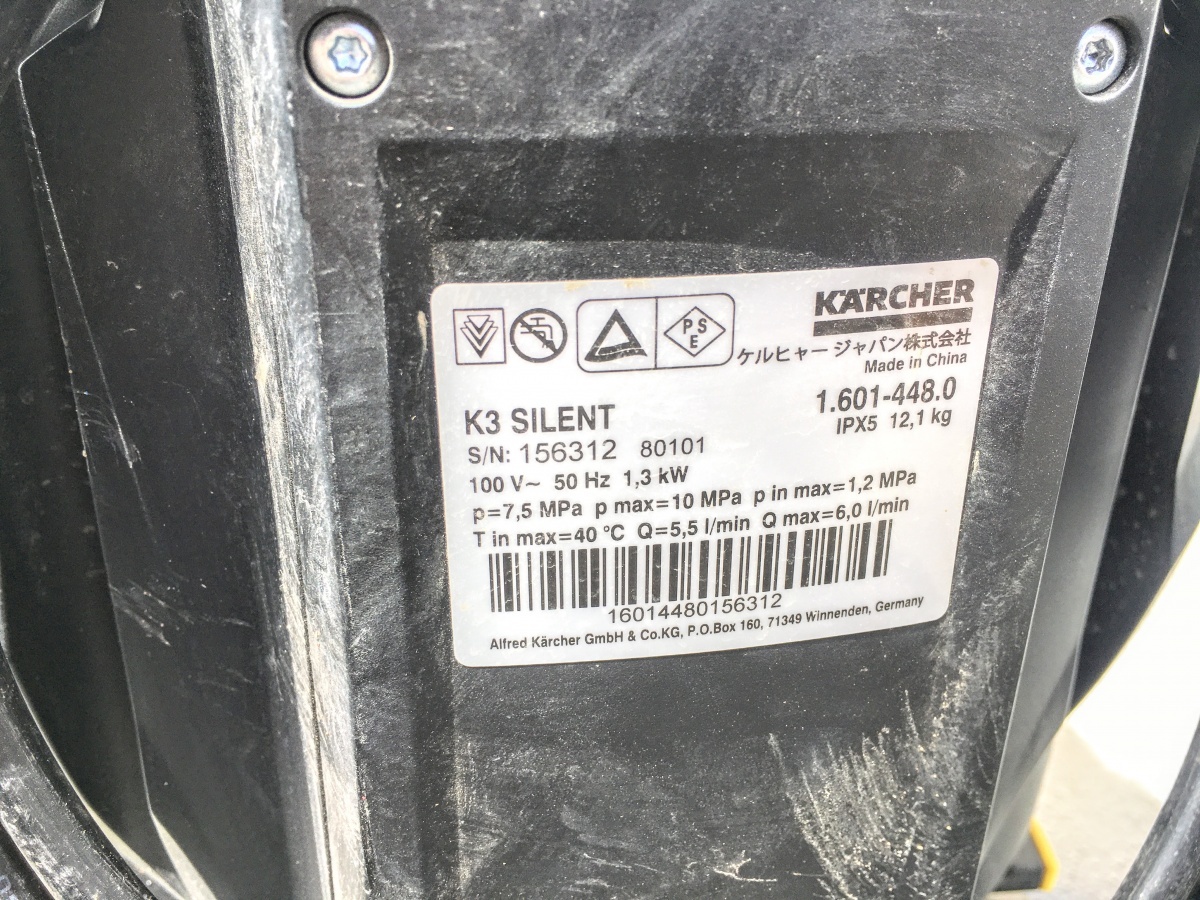 P S E
KÄRCHER
ケルヒャー ジャパン株式会社
Made in China
K3 SILENT
1.601-448.0
IPX5 12,1 kg
S/N: 156312 80101
100 V~ 50 Hz 1,3 kW
p=7,5 MPa p max=10 MPa p in max=1,2 MPa
T in max=40 °C Q=5,5 l/min Q max=6,0 l/min
16014480156312
Alfred Kärcher GmbH & Co.KG, P.O.Box 160, 71349 Winnenden, Germany